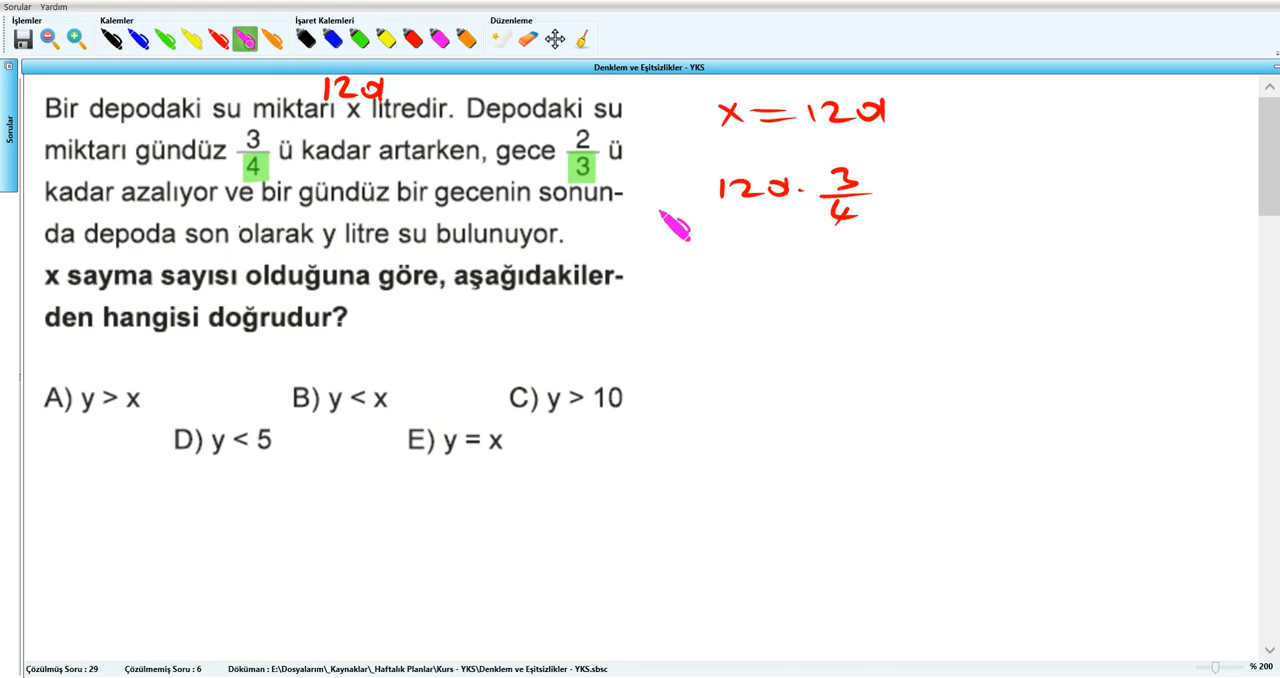 Sorular Yardım
İşlemler Kalemler İşaret Kalemleri Düzenleme
Denklem ve Eşitsizlikler - YKS
Sorular
12a
Bir depodaki su miktarı x litredir. Depodaki su
miktarı gündüz 3/4 ü kadar artarken, gece 2/3 ü
kadar azalıyor ve bir gündüz bir gecenin sonun-
da depoda son olarak y litre su bulunuyor.
x sayma sayısı olduğuna göre, aşağıdakiler-
den hangisi doğrudur?
A) y > x B) y < x C) y > 10
D) y < 5 E) y = x
x = 12a
12a · 3/4
Çözülmüş Soru : 29 Çözülmemiş Soru : 6 Döküman : E:\Dosyalarım\_Kaynaklar\_Haftalık Planlar\Kurs - YKS\Denklem ve Eşitsizlikler - YKS.sbsc % 200